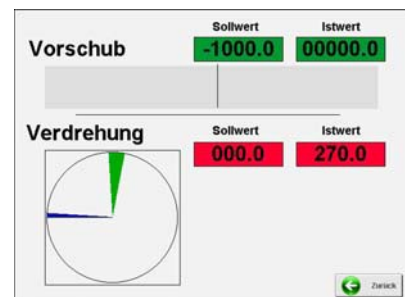 Sollwert Istwert
Vorschub -1000.0 00000.0
Verdrehung Sollwert Istwert
000.0 270.0
Zurück